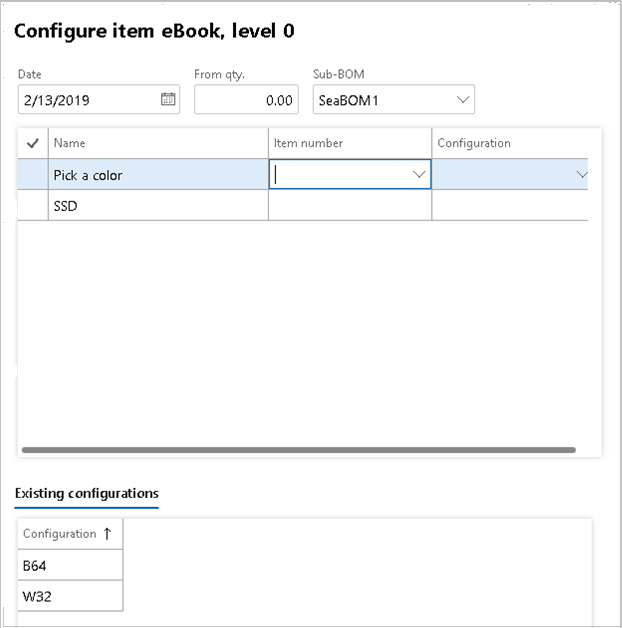 Configure item eBook, level 0
Date From qty. Sub-BOM
2/13/2019 0.00 SeaBOM1
Name Item number Configuration
Pick a color
SSD
Existing configurations
Configuration ↑
B64
W32